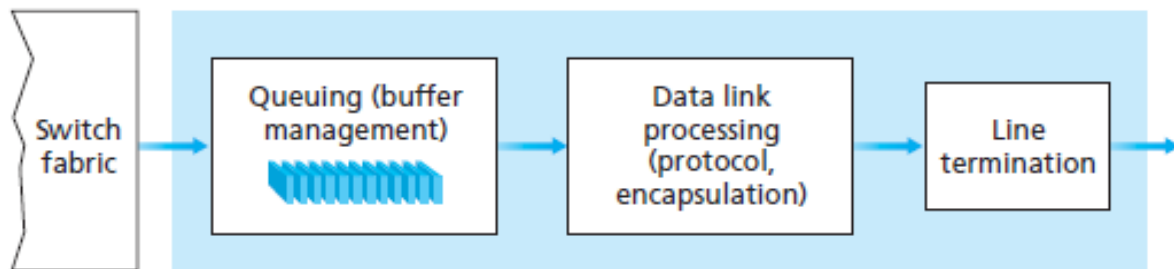 Switch
fabric
Queuing (buffer
management)
Data link
processing
(protocol,
encapsulation)
Line
termination